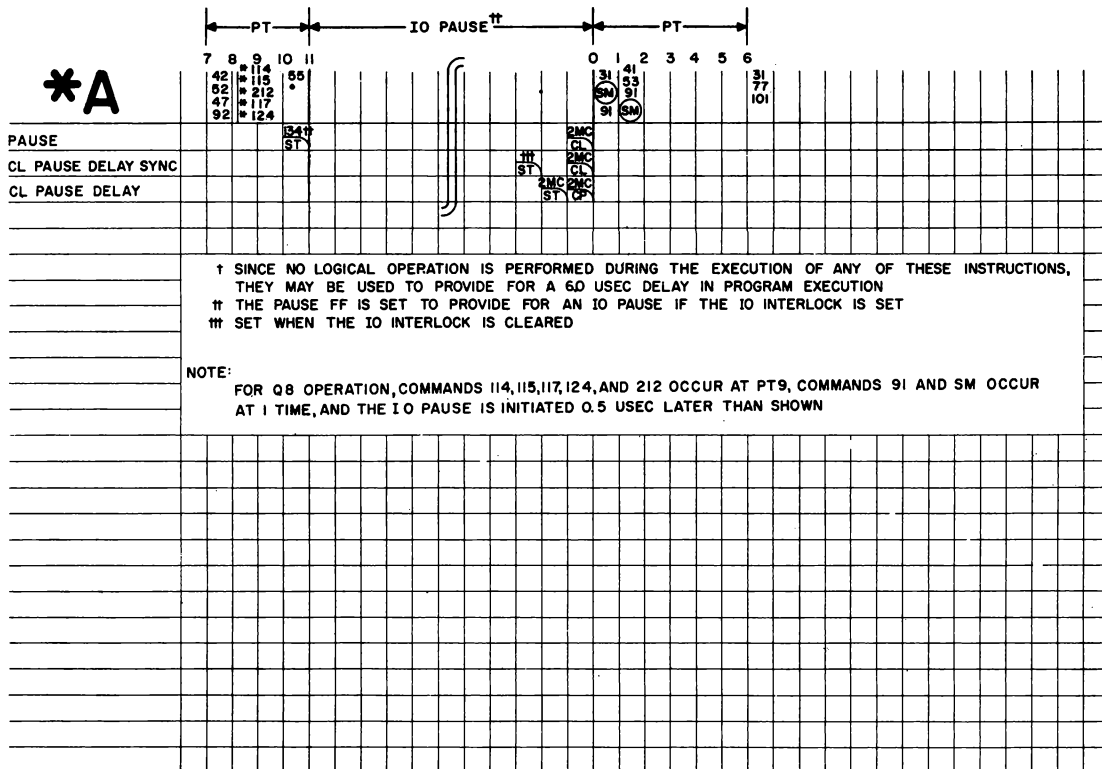 PT IO PAUSE†† PT
7 8 9 10 11 0 1 2 3 4 5 6
*A
42 *114 55 31 41 31
52 *115 * SM 53 77
47 *212 91 91 101
92 *117 SM
*124
PAUSE 134†† ST 2MC CL
CL PAUSE DELAY SYNC ††† ST 2MC CL
CL PAUSE DELAY 2MC ST 2MC CP
† SINCE NO LOGICAL OPERATION IS PERFORMED DURING THE EXECUTION OF ANY OF THESE INSTRUCTIONS,
THEY MAY BE USED TO PROVIDE FOR A 6.0 USEC DELAY IN PROGRAM EXECUTION
†† THE PAUSE FF IS SET TO PROVIDE FOR AN IO PAUSE IF THE IO INTERLOCK IS SET
††† SET WHEN THE IO INTERLOCK IS CLEARED
NOTE:
FOR Q8 OPERATION, COMMANDS 114, 115, 117, 124, AND 212 OCCUR AT PT9, COMMANDS 91 AND SM OCCUR
AT 1 TIME, AND THE IO PAUSE IS INITIATED 0.5 USEC LATER THAN SHOWN